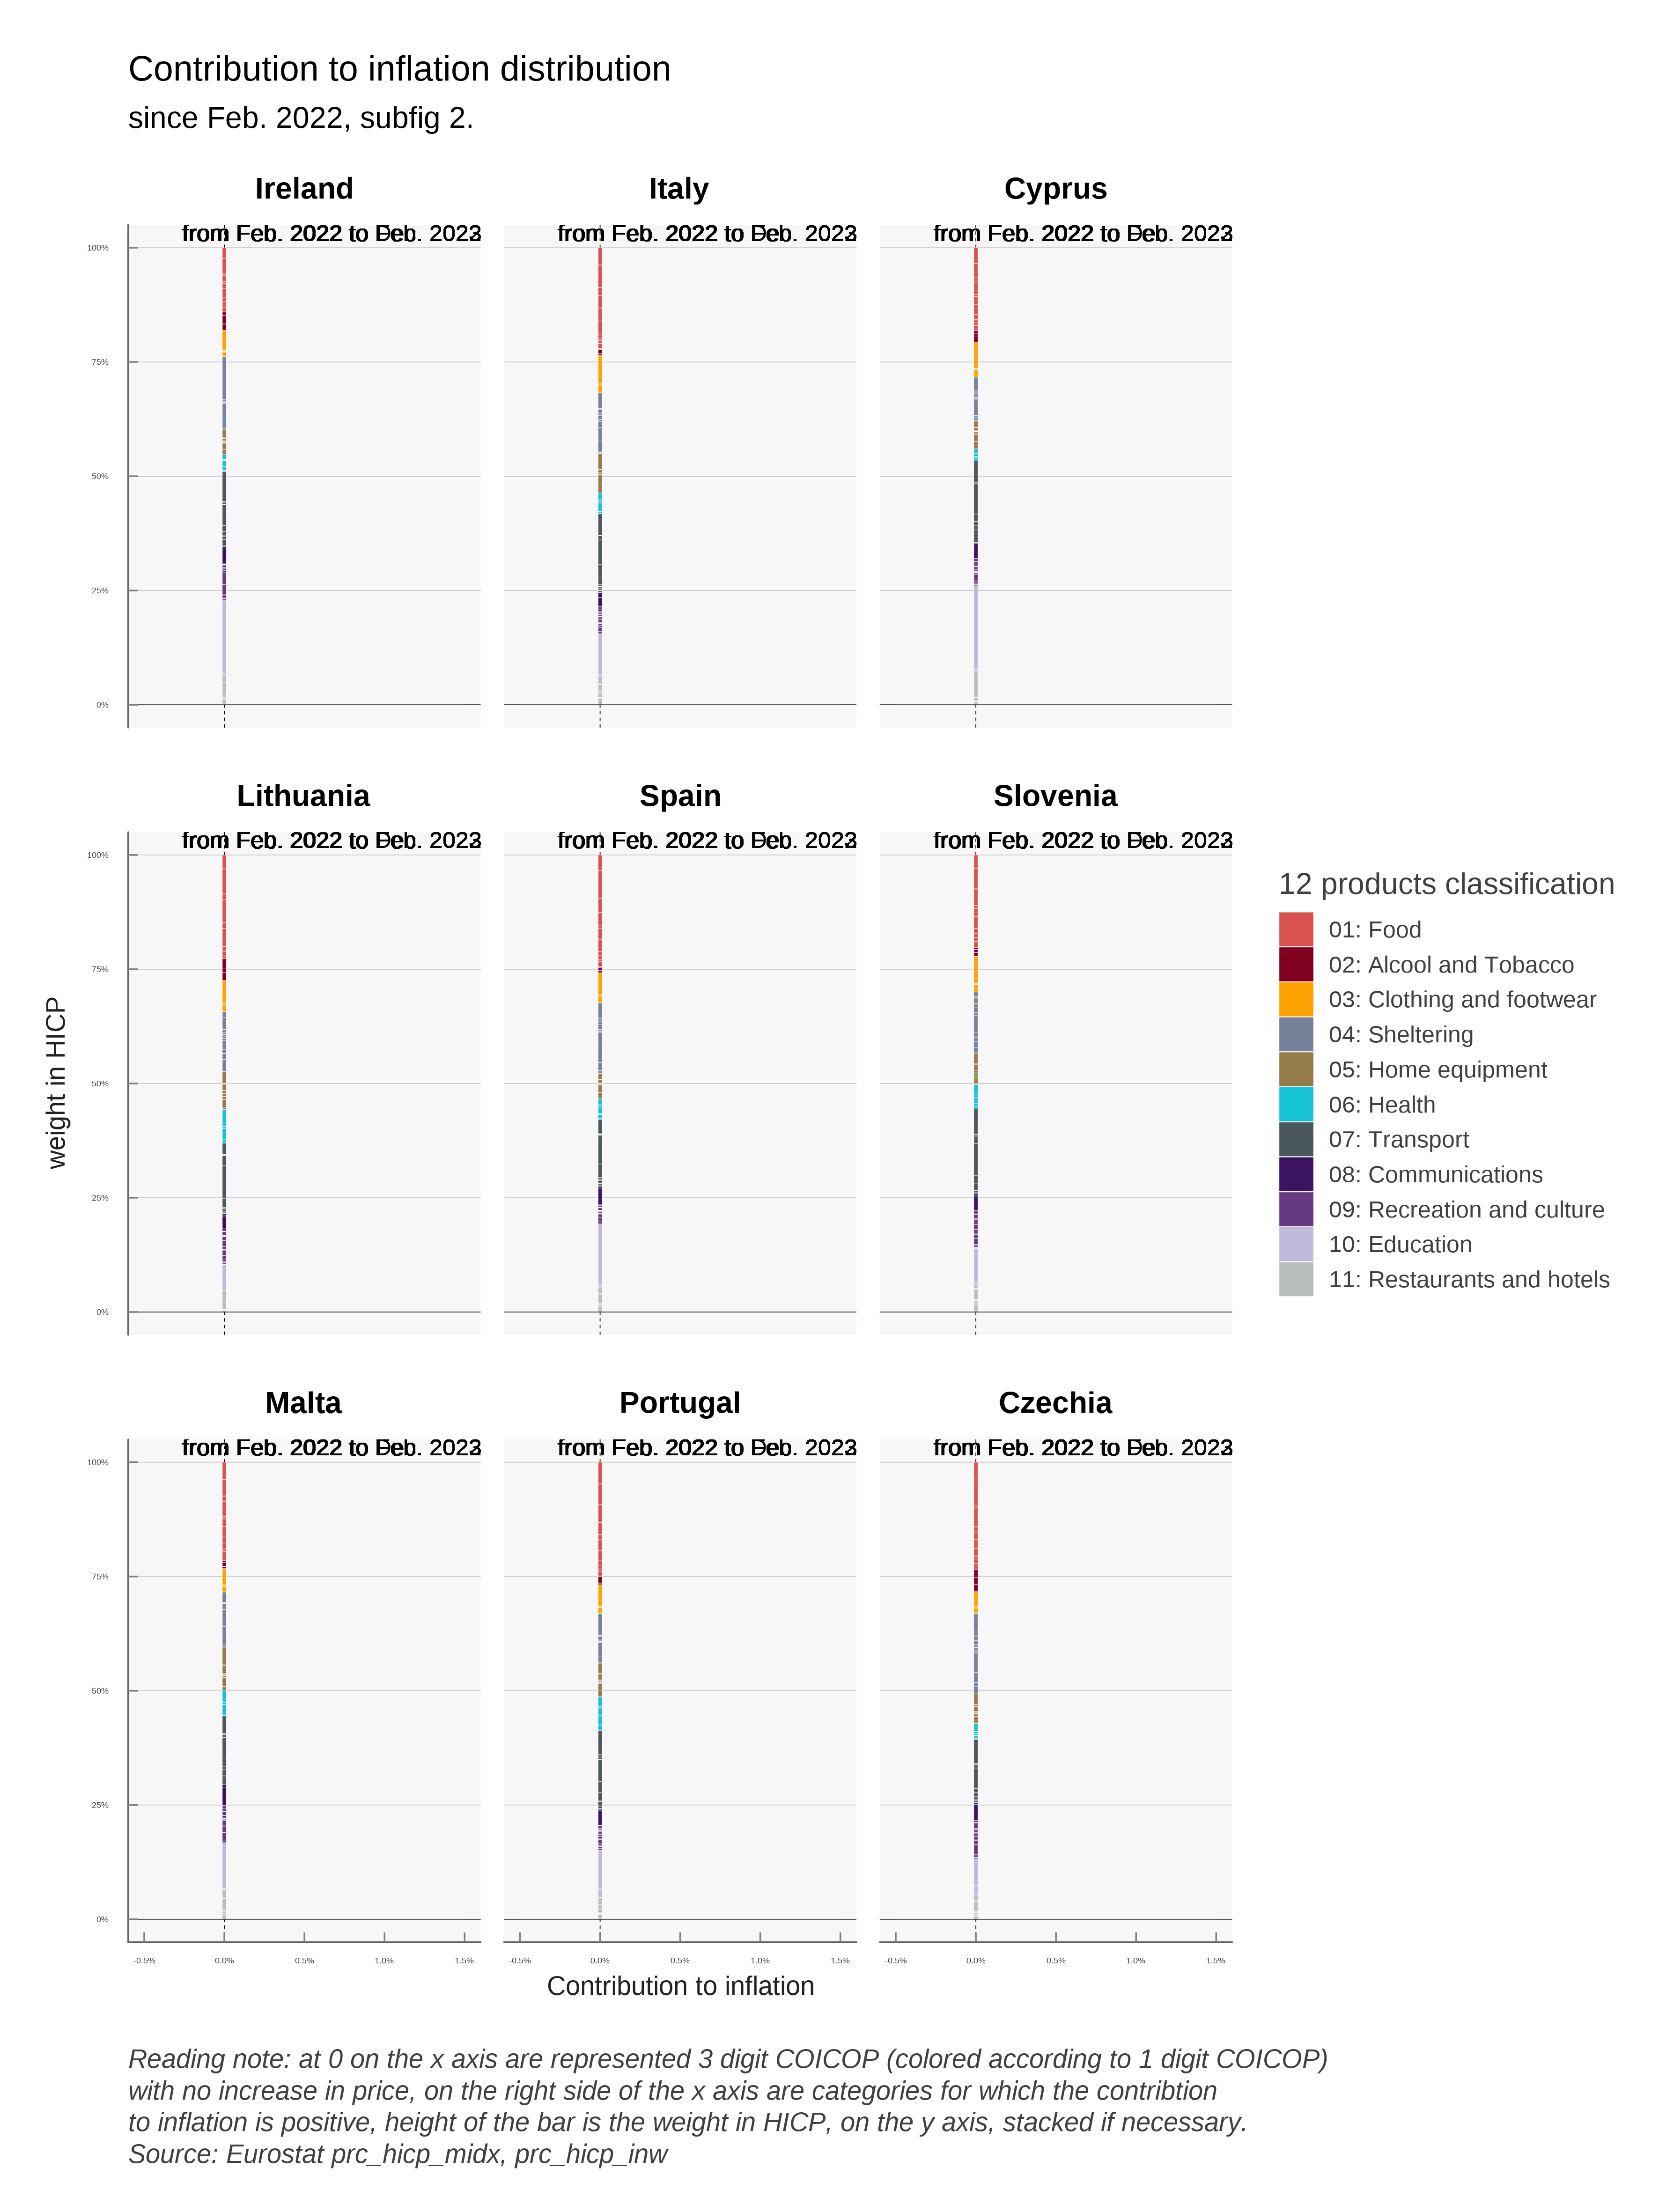 Contribution to inflation distribution
since Feb. 2022, subfig 2.
Ireland
Italy
Cyprus
from Feb. 2022 to Feb. 2023
from Feb. 2022 to Feb. 2023
from Feb. 2022 to Feb. 2023
100%
75%
50%
25%
0%
Lithuania
Spain
Slovenia
from Feb. 2022 to Feb. 2023
from Feb. 2022 to Feb. 2023
from Feb. 2022 to Feb. 2023
100%
75%
50%
25%
0%
weight in HICP
12 products classification
01: Food
02: Alcool and Tobacco
03: Clothing and footwear
04: Sheltering
05: Home equipment
06: Health
07: Transport
08: Communications
09: Recreation and culture
10: Education
11: Restaurants and hotels
Malta
Portugal
Czechia
from Feb. 2022 to Feb. 2023
from Feb. 2022 to Feb. 2023
from Feb. 2022 to Feb. 2023
100%
75%
50%
25%
0%
-0.5% 0.0% 0.5% 1.0% 1.5%
-0.5% 0.0% 0.5% 1.0% 1.5%
-0.5% 0.0% 0.5% 1.0% 1.5%
Contribution to inflation
Reading note: at 0 on the x axis are represented 3 digit COICOP (colored according to 1 digit COICOP)
with no increase in price, on the right side of the x axis are categories for which the contribtion
to inflation is positive, height of the bar is the weight in HICP, on the y axis, stacked if necessary.
Source: Eurostat prc_hicp_midx, prc_hicp_inw